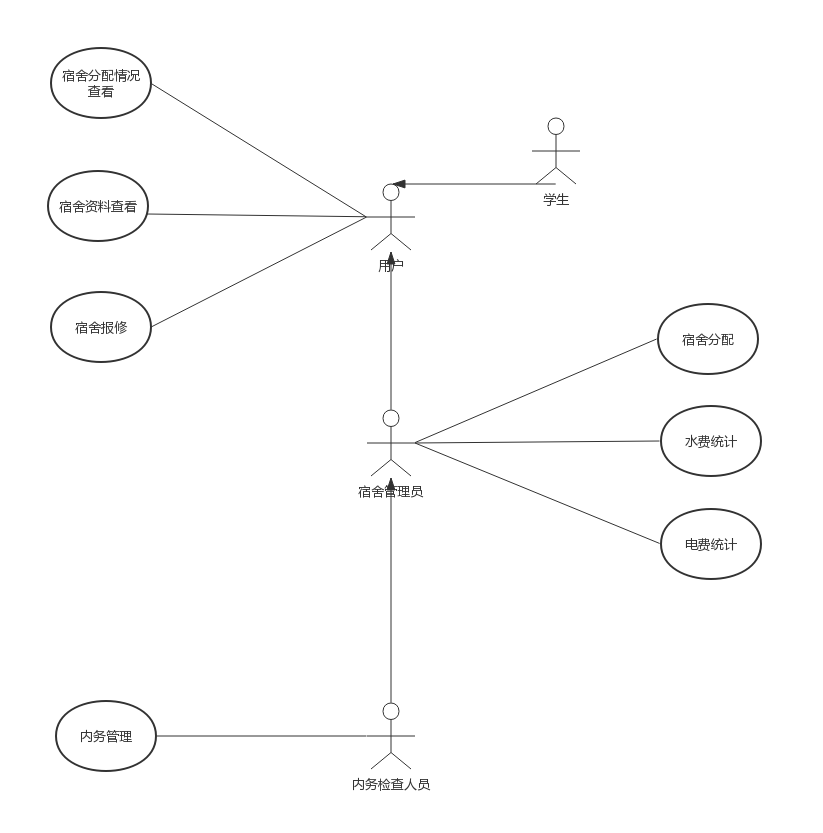 宿舍分配情况
查看
学生
宿舍资料查看
用户
宿舍报修
宿舍分配
水费统计
宿舍管理员
电费统计
内务管理
内务检查人员